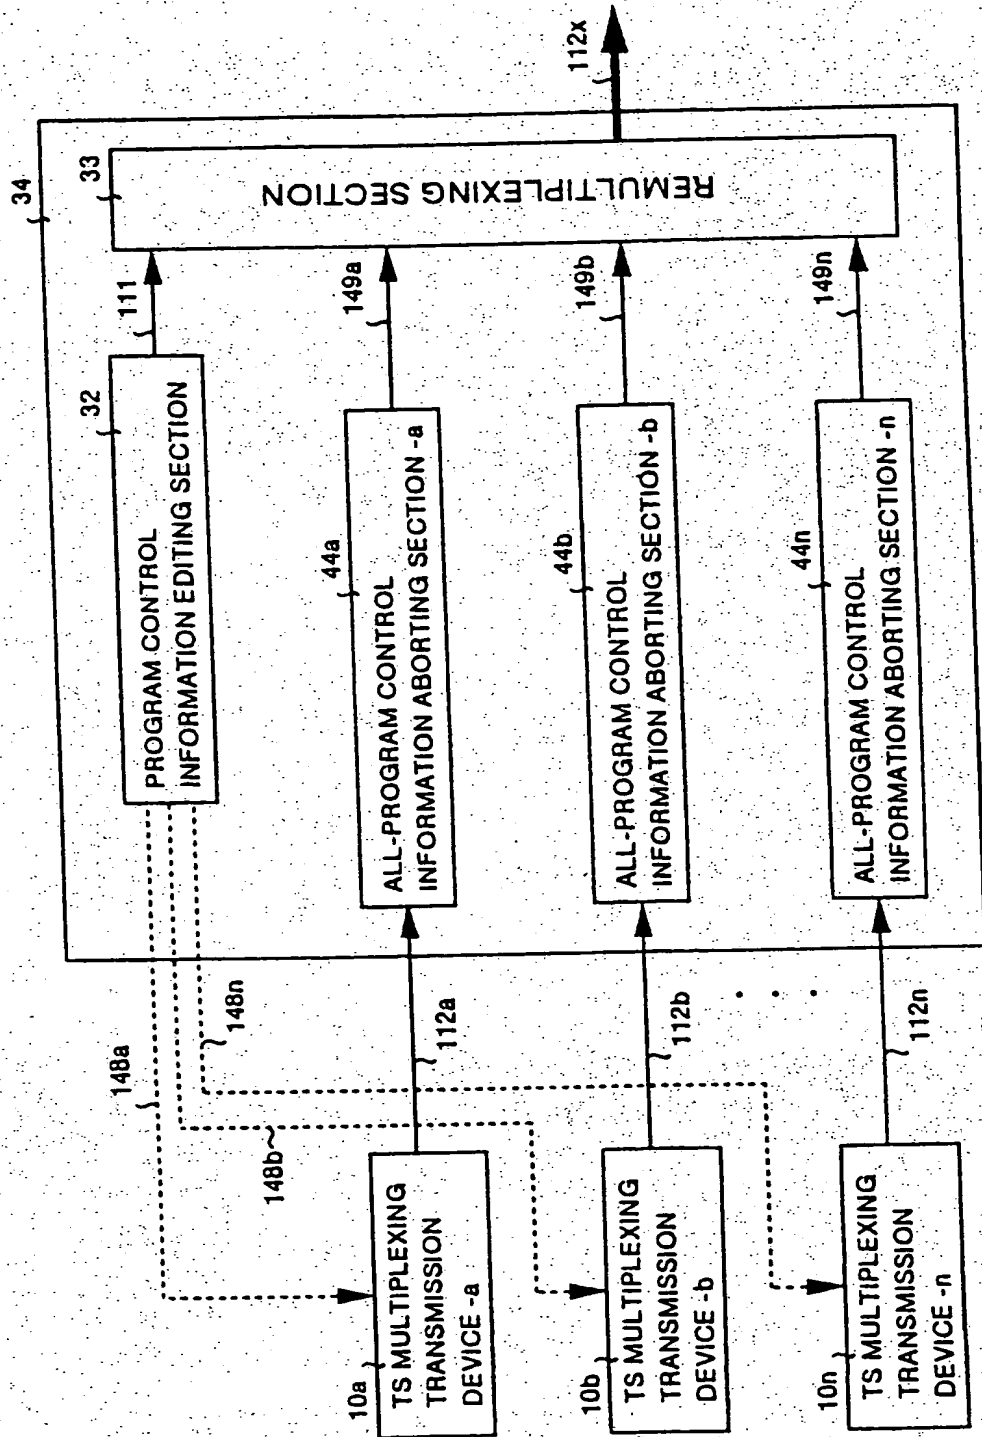 34
32
33
PROGRAM CONTROL
INFORMATION EDITING SECTION
111
REMULTIPLEXING SECTION
112x
148a
148b
148n
10a
TS MULTIPLEXING
TRANSMISSION
DEVICE -a
112a
44a
ALL-PROGRAM CONTROL
INFORMATION ABORTING SECTION -a
149a
10b
TS MULTIPLEXING
TRANSMISSION
DEVICE -b
112b
44b
ALL-PROGRAM CONTROL
INFORMATION ABORTING SECTION -b
149b
. . .
10n
TS MULTIPLEXING
TRANSMISSION
DEVICE -n
112n
44n
ALL-PROGRAM CONTROL
INFORMATION ABORTING SECTION -n
149n